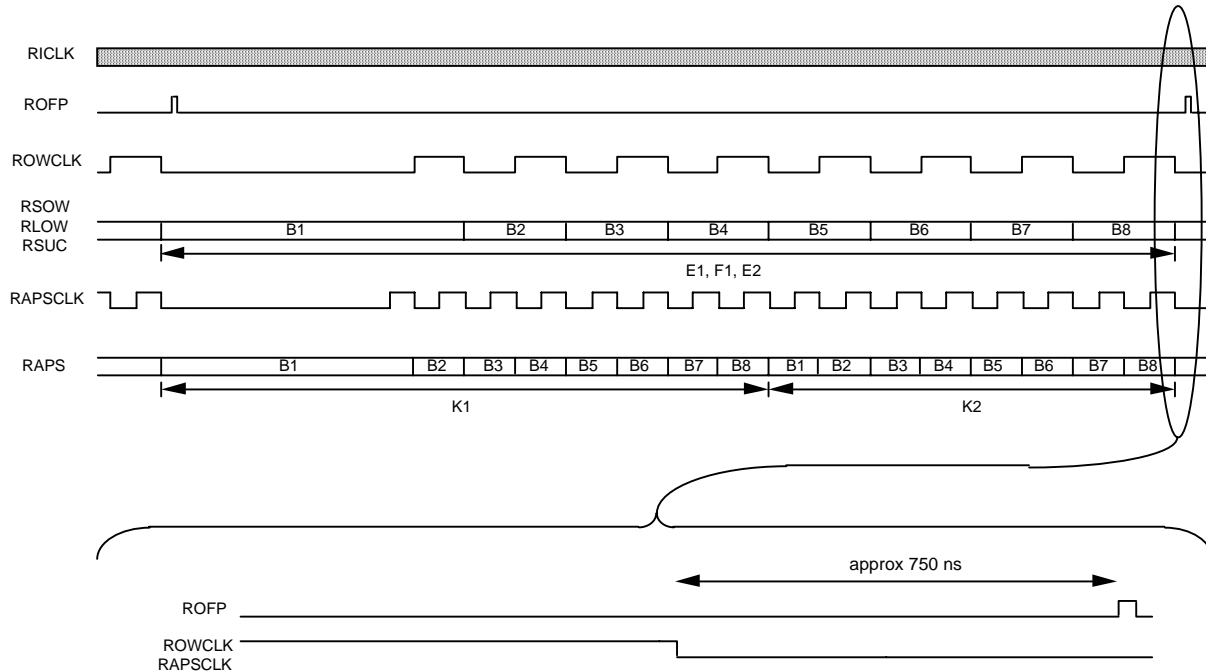 RICLK
ROFP
ROWCLK
RSOW
RLOW
RSUC
B1 B2 B3 B4 B5 B6 B7 B8
E1, F1, E2
RAPSCLK
RAPS
B1 B2 B3 B4 B5 B6 B7 B8 B1 B2 B3 B4 B5 B6 B7 B8
K1 K2
approx 750 ns
ROFP
ROWCLK
RAPSCLK